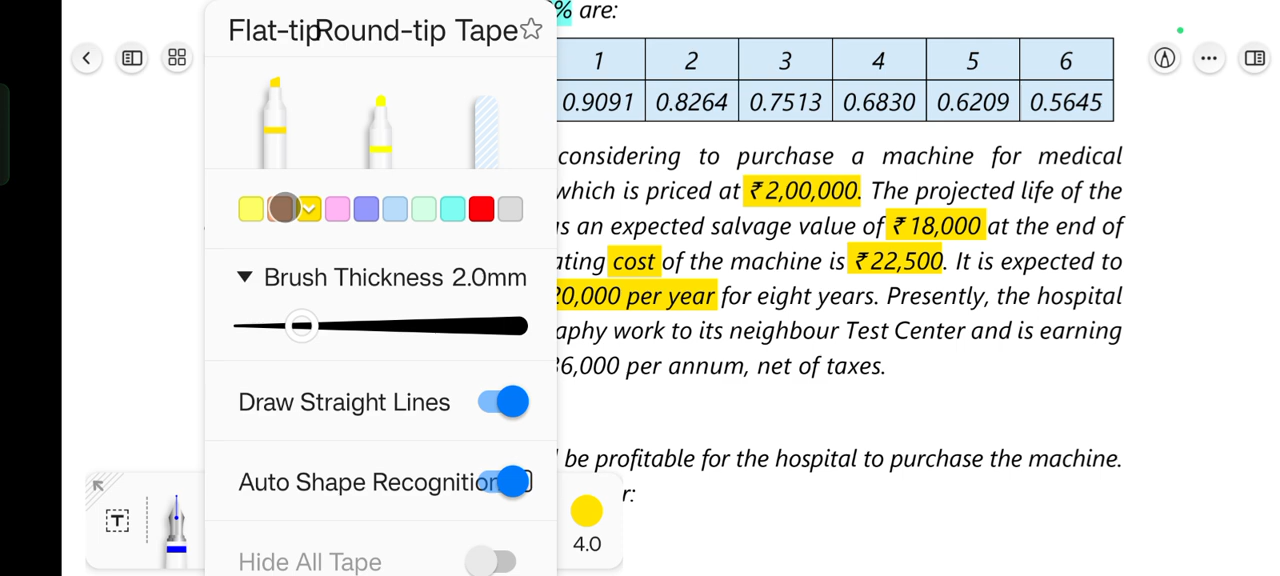 Flat-tip Round-tip Tape
% are:
1 2 3 4 5 6
0.9091 0.8264 0.7513 0.6830 0.6209 0.5645
considering to purchase a machine for medical
which is priced at ₹2,00,000. The projected life of the
s an expected salvage value of ₹18,000 at the end of
ating cost of the machine is ₹22,500. It is expected to
20,000 per year for eight years. Presently, the hospital
aphy work to its neighbour Test Center and is earning
36,000 per annum, net of taxes.
be profitable for the hospital to purchase the machine.
r:
Brush Thickness 2.0mm
Draw Straight Lines
Auto Shape Recognition
Hide All Tape
T
4.0